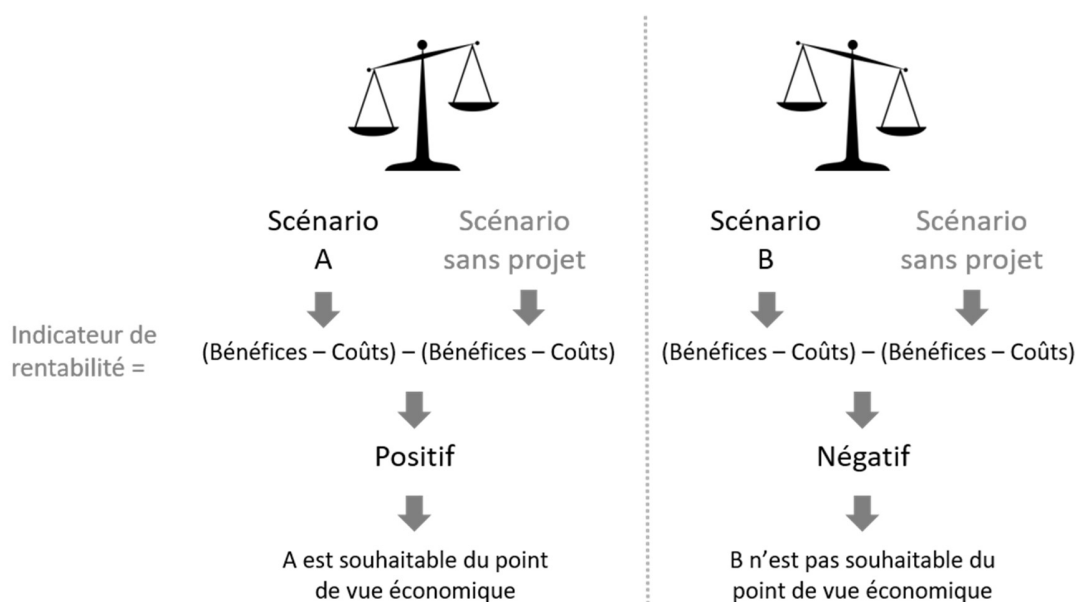 Scénario
A
Scénario
sans projet
Scénario
B
Scénario
sans projet
Indicateur de
rentabilité =
(Bénéfices – Coûts) – (Bénéfices – Coûts)
(Bénéfices – Coûts) – (Bénéfices – Coûts)
Positif
Négatif
A est souhaitable du point
de vue économique
B n’est pas souhaitable du
point de vue économique